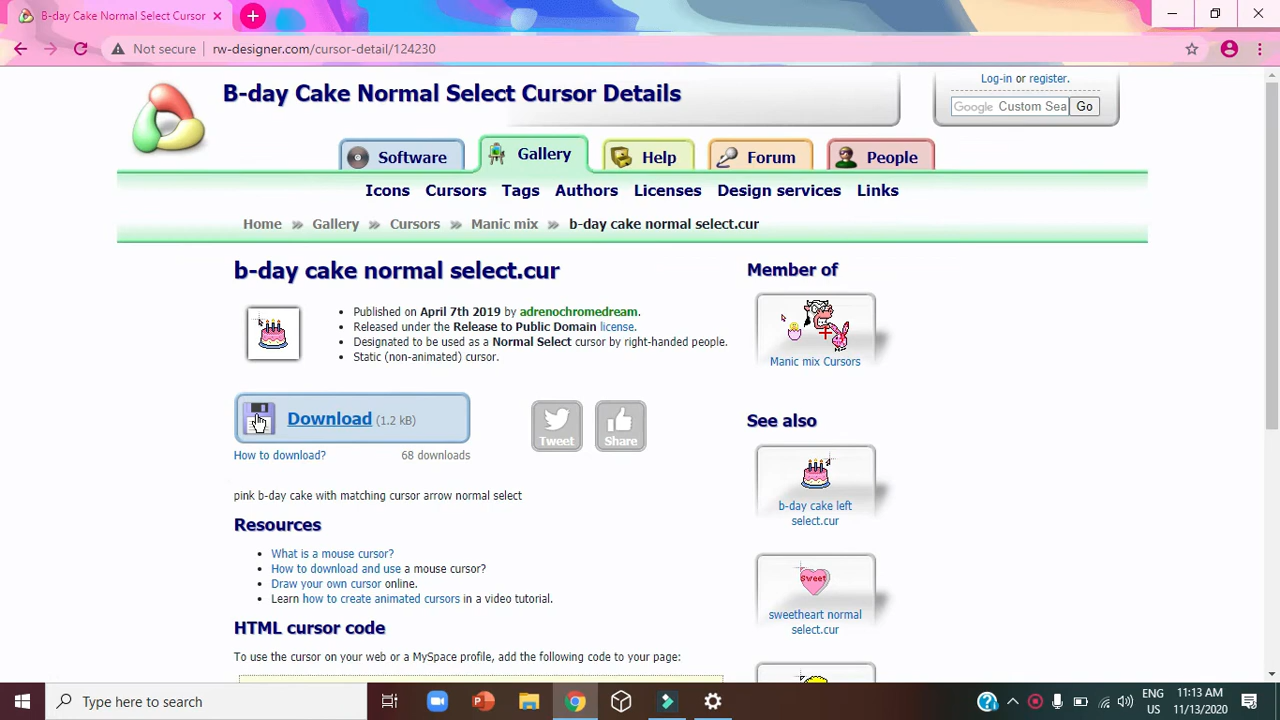 B-day Cake Normal Select Cursor
Not secure
rw-designer.com/cursor-detail/124230
B-day Cake Normal Select Cursor Details
Log-in or register.
Google Custom Sea Go
Software
Gallery
Help
Forum
People
Icons Cursors Tags Authors Licenses Design services Links
Home » Gallery » Cursors » Manic mix » b-day cake normal select.cur
b-day cake normal select.cur
• Published on April 7th 2019 by adrenochromedream.
• Released under the Release to Public Domain license.
• Designated to be used as a Normal Select cursor by right-handed people.
• Static (non-animated) cursor.
Download (1.2 kB)
Tweet
Share
How to download?
68 downloads
pink b-day cake with matching cursor arrow normal select
Resources
• What is a mouse cursor?
• How to download and use a mouse cursor?
• Draw your own cursor online.
• Learn how to create animated cursors in a video tutorial.
HTML cursor code
To use the cursor on your web or a MySpace profile, add the following code to your page:
Member of
Manic mix Cursors
See also
b-day cake left
select.cur
Sweet
sweetheart normal
select.cur
Type here to search
ENG
US
11:13 AM
11/13/2020